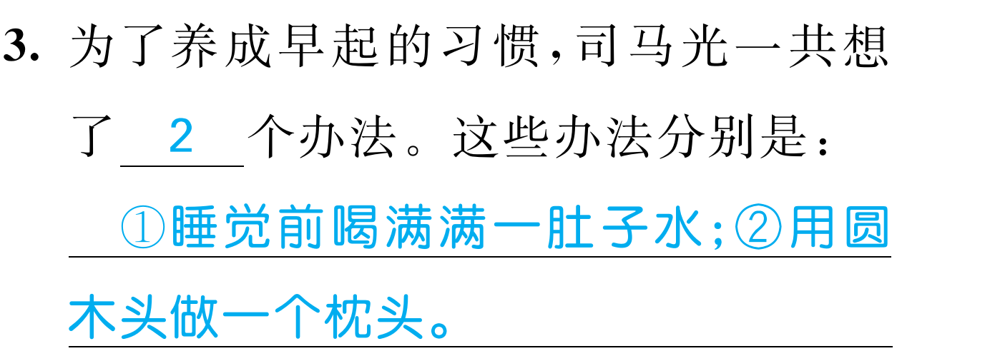 3. 为了养成早起的习惯,司马光一共想
了 2 个办法。这些办法分别是:
①睡觉前喝满满一肚子水;②用圆
木头做一个枕头。